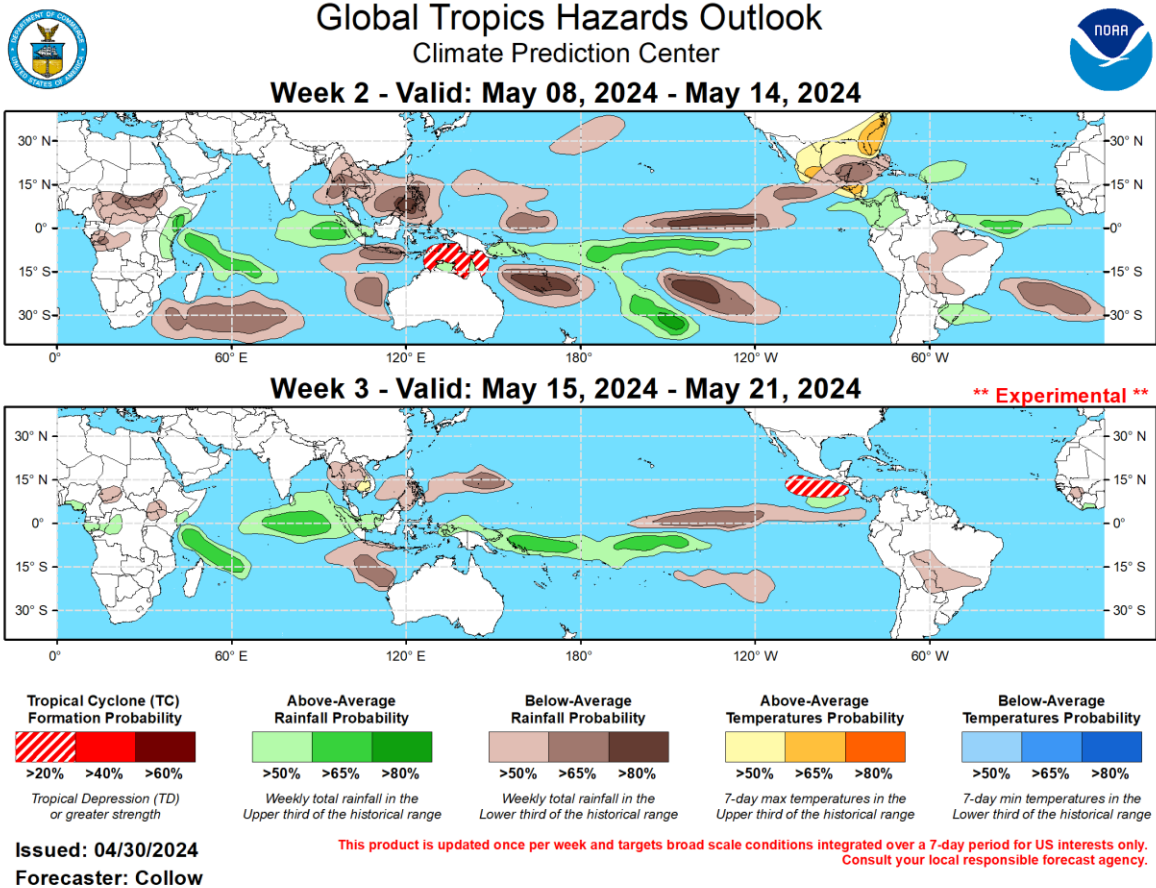 Global Tropics Hazards Outlook
Climate Prediction Center
DEPARTMENT OF COMMERCE
UNITED STATES OF AMERICA
NOAA
Week 2 - Valid: May 08, 2024 - May 14, 2024
30° N 30° N
15° N 15° N
0° 0°
15° S 15° S
30° S 30° S
0° 60° E 120° E 180° 120° W 60° W
Week 3 - Valid: May 15, 2024 - May 21, 2024
** Experimental **
30° N 30° N
15° N 15° N
0° 0°
15° S 15° S
30° S 30° S
0° 60° E 120° E 180° 120° W 60° W
Tropical Cyclone (TC)
Formation Probability
>20% >40% >60%
Tropical Depression (TD)
or greater strength
Above-Average
Rainfall Probability
>50% >65% >80%
Weekly total rainfall in the
Upper third of the historical range
Below-Average
Rainfall Probability
>50% >65% >80%
Weekly total rainfall in the
Lower third of the historical range
Above-Average
Temperatures Probability
>50% >65% >80%
7-day max temperatures in the
Upper third of the historical range
Below-Average
Temperatures Probability
>50% >65% >80%
7-day min temperatures in the
Lower third of the historical range
Issued: 04/30/2024
Forecaster: Collow
This product is updated once per week and targets broad scale conditions integrated over a 7-day period for US interests only.
Consult your local responsible forecast agency.